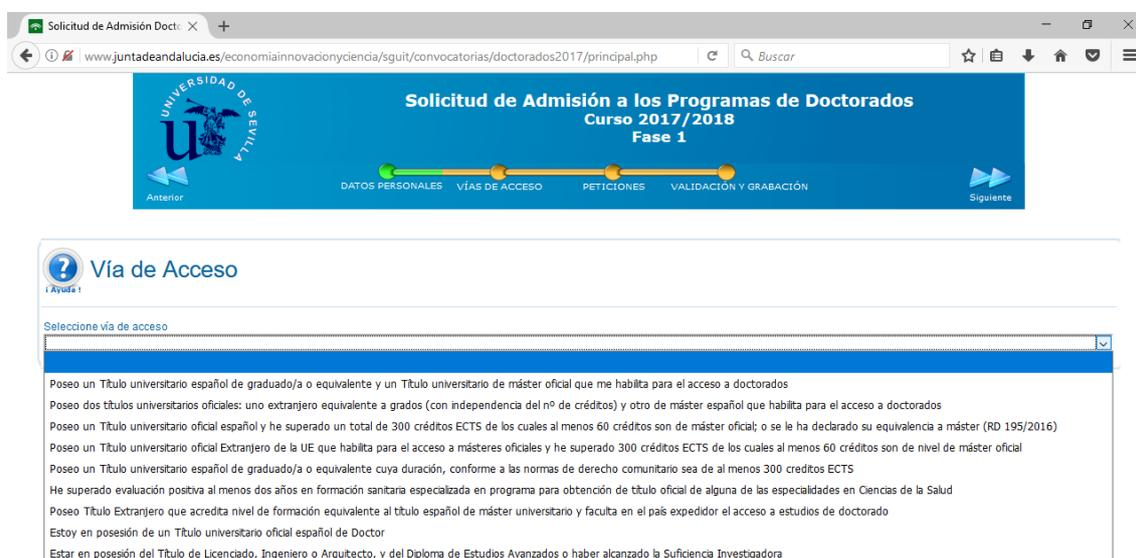 Solicitud de Admisión Docto
www.juntadeandalucia.es/economiainnovacionyciencia/sguit/convocatorias/doctorados2017/principal.php
Buscar
UNIVERSIDAD DE SEVILLA
Solicitud de Admisión a los Programas de Doctorados
Curso 2017/2018
Fase 1
Anterior
DATOS PERSONALES
VÍAS DE ACCESO
PETICIONES
VALIDACIÓN Y GRABACIÓN
Siguiente
¡ Ayuda !
Vía de Acceso
Seleccione vía de acceso
Poseo un Título universitario español de graduado/a o equivalente y un Título universitario de máster oficial que me habilita para el acceso a doctorados
Poseo dos títulos universitarios oficiales: uno extranjero equivalente a grados (con independencia del nº de créditos) y otro de máster español que habilita para el acceso a doctorados
Poseo un Título universitario oficial español y he superado un total de 300 créditos ECTS de los cuales al menos 60 créditos son de máster oficial; o se le ha declarado su equivalencia a máster (RD 195/2016)
Poseo un Título universitario oficial Extranjero de la UE que habilita para el acceso a másteres oficiales y he superado 300 créditos ECTS de los cuales al menos 60 créditos son de nivel de máster oficial
Poseo un Título universitario español de graduado/a o equivalente cuya duración, conforme a las normas de derecho comunitario sea de al menos 300 creditos ECTS
He superado evaluación positiva al menos dos años en formación sanitaria especializada en programa para obtención de título oficial de alguna de las especialidades en Ciencias de la Salud
Poseo Título Extranjero que acredita nivel de formación equivalente al título español de máster universitario y faculta en el país expedidor el acceso a estudios de doctorado
Estoy en posesión de un Título universitario oficial español de Doctor
Estar en posesión del Título de Licenciado, Ingeniero o Arquitecto, y del Diploma de Estudios Avanzados o haber alcanzado la Suficiencia Investigadora